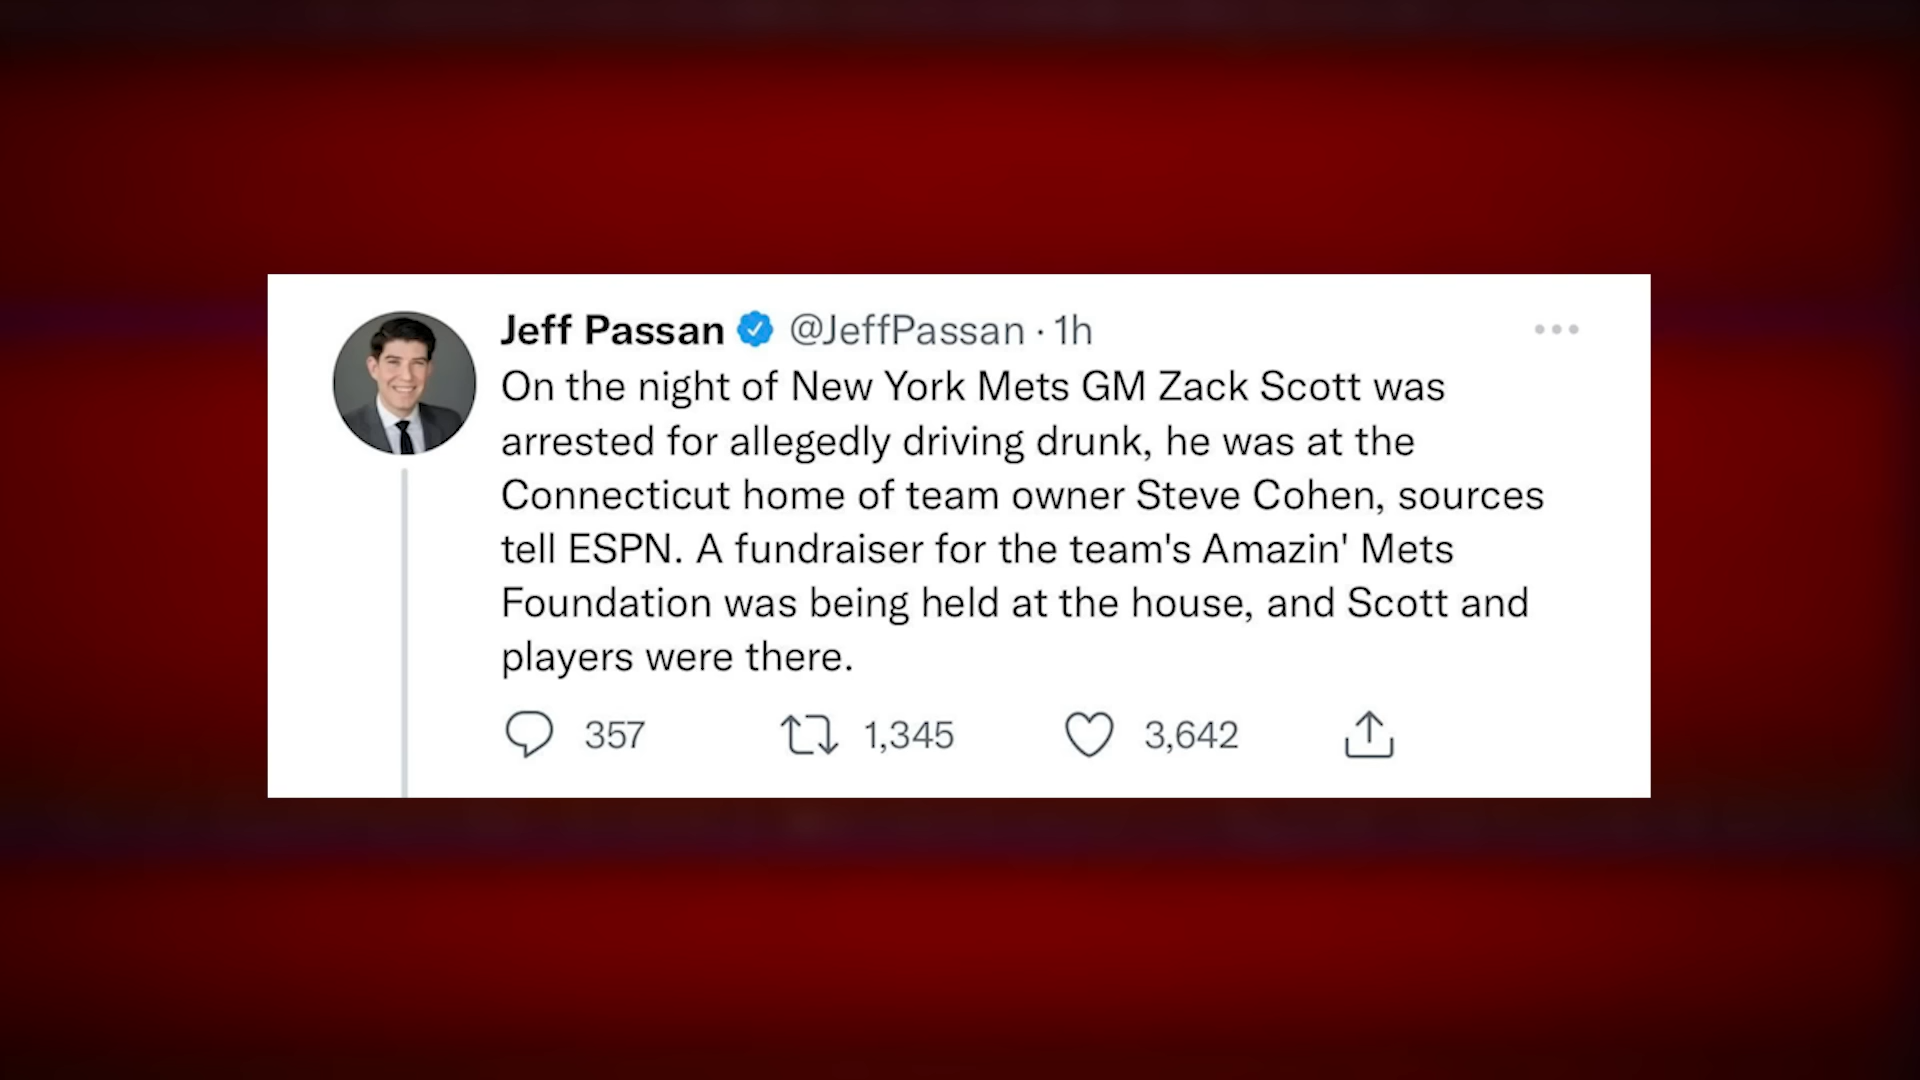 Jeff Passan @JeffPassan · 1h
On the night of New York Mets GM Zack Scott was
arrested for allegedly driving drunk, he was at the
Connecticut home of team owner Steve Cohen, sources
tell ESPN. A fundraiser for the team's Amazin' Mets
Foundation was being held at the house, and Scott and
players were there.
357 1,345 3,642